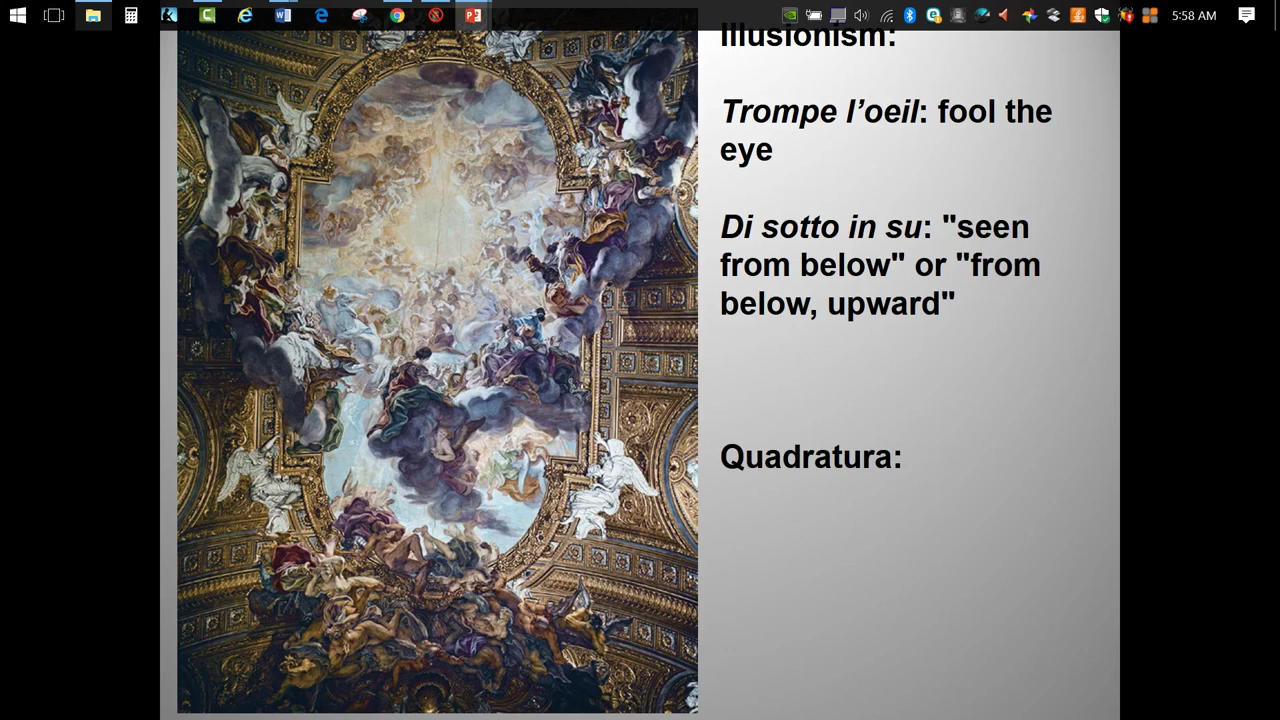 5:58 AM
Illusionism:
Trompe l’oeil: fool the
eye
Di sotto in su: "seen
from below" or "from
below, upward"
Quadratura: